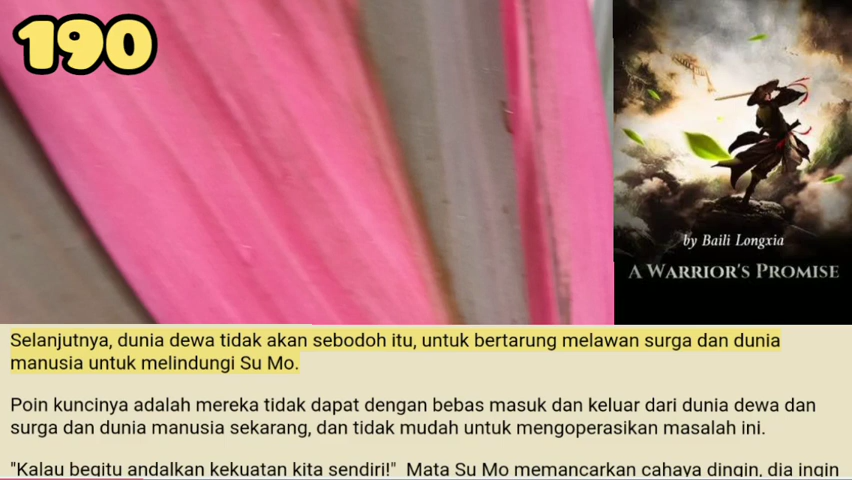 190
by Baili Longxia
A WARRIOR'S PROMISE
Selanjutnya, dunia dewa tidak akan sebodoh itu, untuk bertarung melawan surga dan dunia
manusia untuk melindungi Su Mo.
Poin kuncinya adalah mereka tidak dapat dengan bebas masuk dan keluar dari dunia dewa dan
surga dan dunia manusia sekarang, dan tidak mudah untuk mengoperasikan masalah ini.
"Kalau begitu andalkan kekuatan kita sendiri!" Mata Su Mo memancarkan cahaya dingin, dia ingin